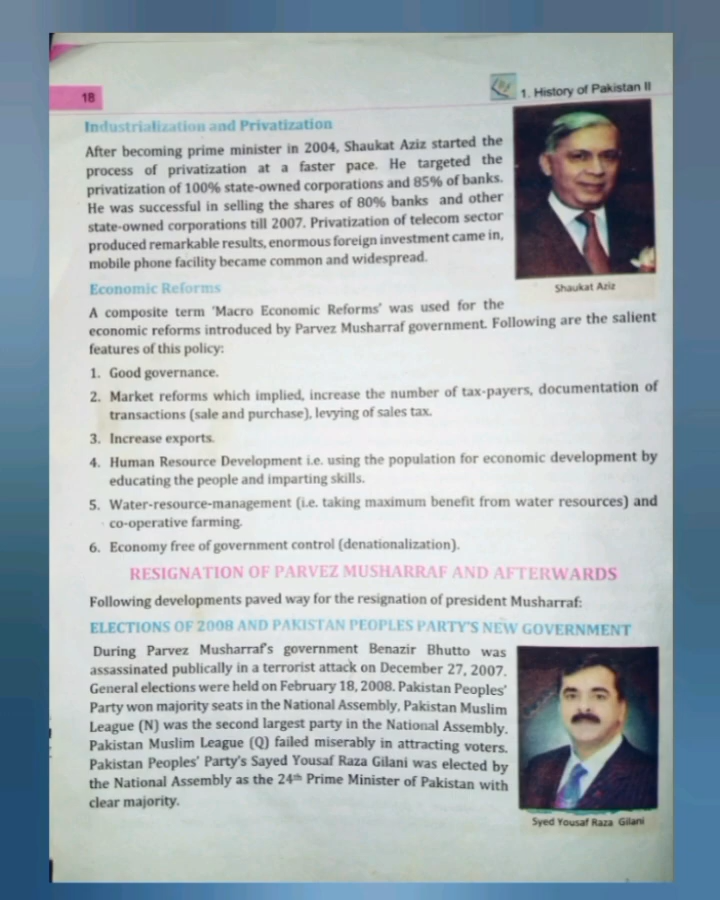 18
1. History of Pakistan II
Industrialization and Privatization
After becoming prime minister in 2004, Shaukat Aziz started the
process of privatization at a faster pace. He targeted the
privatization of 100% state-owned corporations and 85% of banks.
He was successful in selling the shares of 80% banks and other
state-owned corporations till 2007. Privatization of telecom sector
produced remarkable results, enormous foreign investment came in,
mobile phone facility became common and widespread.
Shaukat Aziz
Economic Reforms
A composite term 'Macro Economic Reforms' was used for the
economic reforms introduced by Parvez Musharraf government. Following are the salient
features of this policy:
1. Good governance.
2. Market reforms which implied, increase the number of tax-payers, documentation of
transactions (sale and purchase), levying of sales tax.
3. Increase exports.
4. Human Resource Development i.e. using the population for economic development by
educating the people and imparting skills.
5. Water-resource-management (i.e. taking maximum benefit from water resources) and
co-operative farming.
6. Economy free of government control (denationalization).
RESIGNATION OF PARVEZ MUSHARRAF AND AFTERWARDS
Following developments paved way for the resignation of president Musharraf:
ELECTIONS OF 2008 AND PAKISTAN PEOPLES PARTY'S NEW GOVERNMENT
During Parvez Musharraf's government Benazir Bhutto was
assassinated publically in a terrorist attack on December 27, 2007.
General elections were held on February 18, 2008. Pakistan Peoples'
Party won majority seats in the National Assembly, Pakistan Muslim
League (N) was the second largest party in the National Assembly.
Pakistan Muslim League (Q) failed miserably in attracting voters.
Pakistan Peoples' Party's Sayed Yousaf Raza Gilani was elected by
the National Assembly as the 24th Prime Minister of Pakistan with
clear majority.
Syed Yousaf Raza Gilani